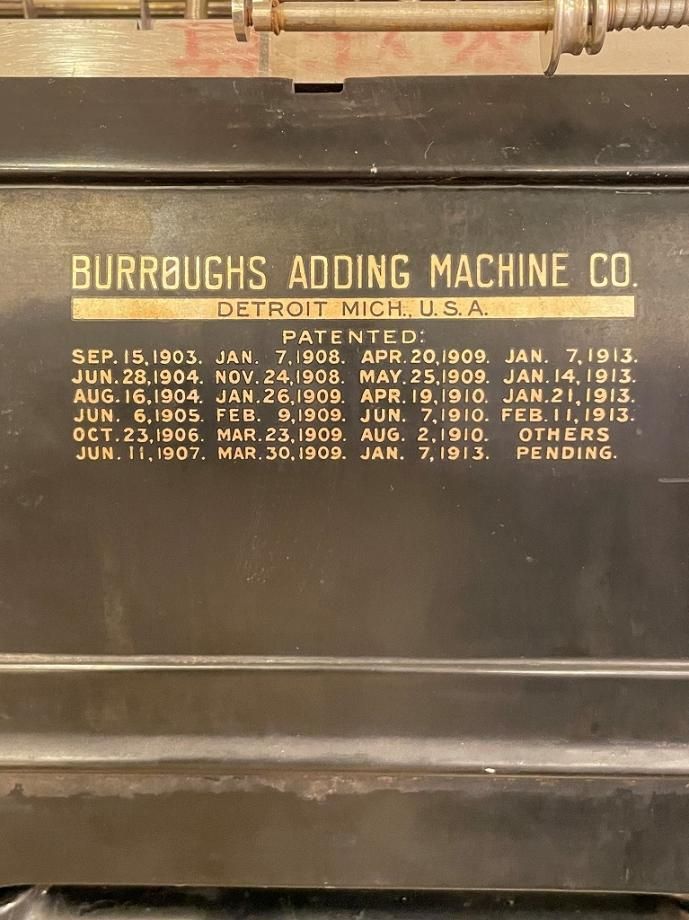 BURROUGHS ADDING MACHINE CO.
DETROIT MICH., U.S.A.
PATENTED:
SEP. 15, 1903. JAN. 7, 1908. APR. 20, 1909. JAN. 7, 1913.
JUN. 28, 1904. NOV. 24, 1908. MAY. 25, 1909. JAN. 14, 1913.
AUG. 16, 1904. JAN. 26, 1909. APR. 19, 1910. JAN. 21, 1913.
JUN. 6, 1905. FEB. 9, 1909. JUN. 7, 1910. FEB. 11, 1913.
OCT. 23, 1906. MAR. 23, 1909. AUG. 2, 1910. OTHERS
JUN. 11, 1907. MAR. 30, 1909. JAN. 7, 1913. PENDING.